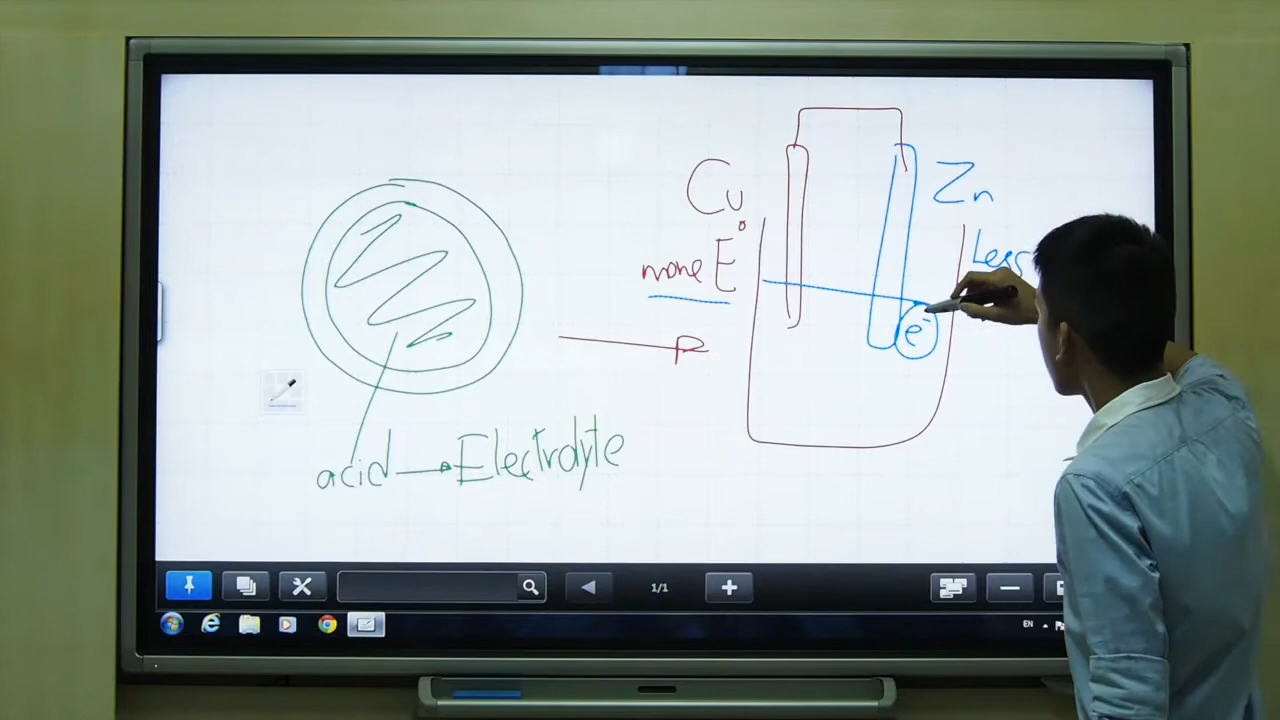 Cu
Zn
more E°
Less
e⁻
acid → Electrolyte
1/1
EN